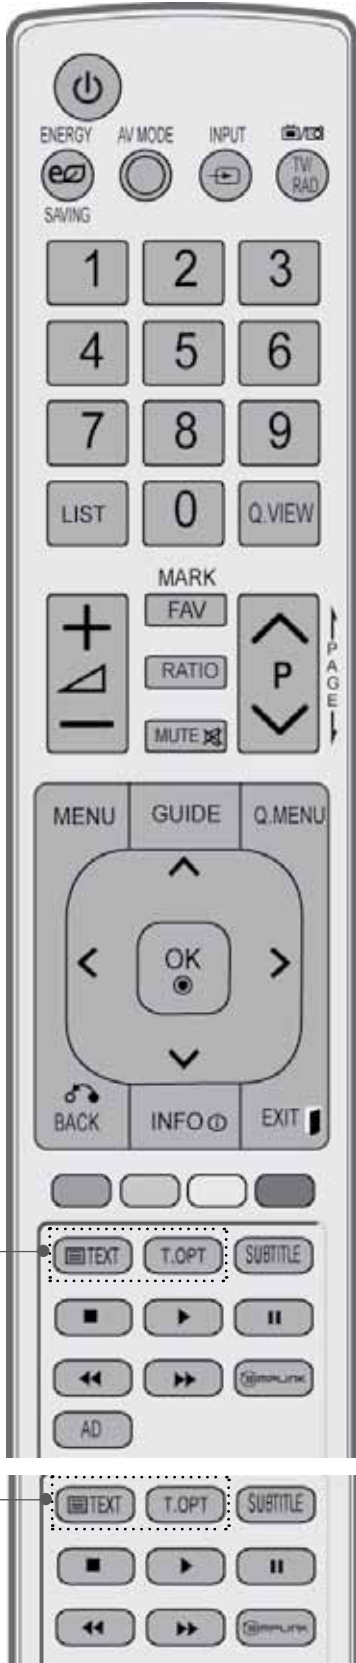 ENERGY AV MODE INPUT
SAVING
TV/
RAD
1 2 3
4 5 6
7 8 9
LIST 0 Q.VIEW
MARK
FAV
RATIO
P
PAGE
MUTE
MENU GUIDE Q.MENU
OK
BACK INFO EXIT
TEXT T.OPT SUBTITLE
SIMPLINK
AD
TEXT T.OPT SUBTITLE
SIMPLINK